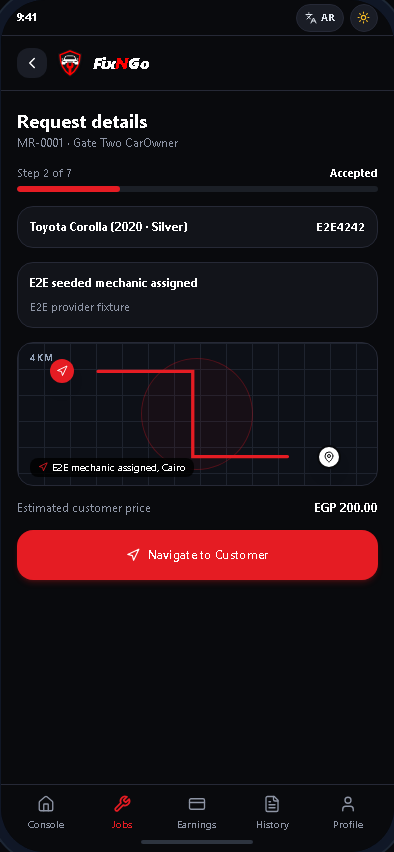 9:41
AR
FixNGo
Request details
MR-0001 · Gate Two CarOwner
Step 2 of 7
Accepted
Toyota Corolla (2020 · Silver)
E2E4242
E2E seeded mechanic assigned
E2E provider fixture
4 KM
E2E mechanic assigned, Cairo
Estimated customer price
EGP 200.00
Navigate to Customer
Console
Jobs
Earnings
History
Profile